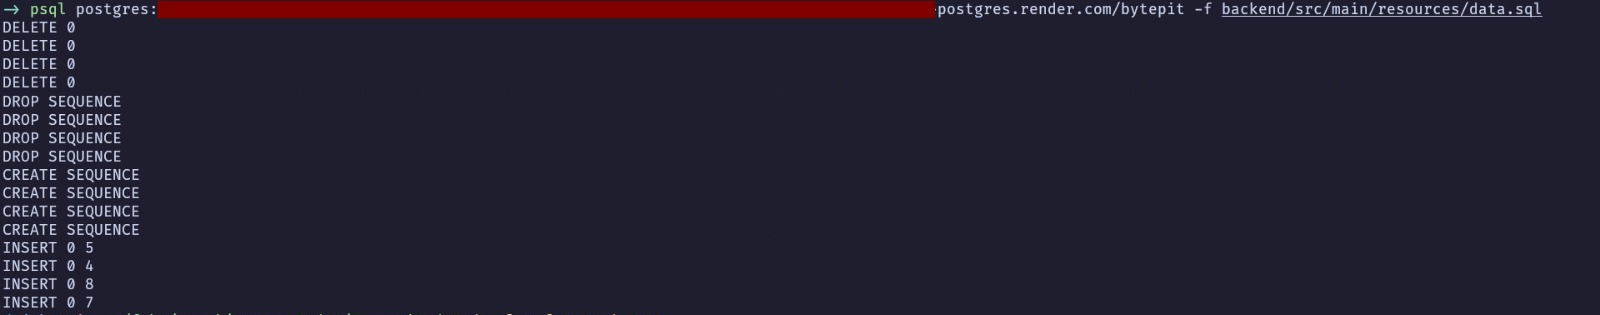 → psql postgres: -postgres.render.com/bytepit -f backend/src/main/resources/data.sql
DELETE 0
DELETE 0
DELETE 0
DELETE 0
DROP SEQUENCE
DROP SEQUENCE
DROP SEQUENCE
DROP SEQUENCE
CREATE SEQUENCE
CREATE SEQUENCE
CREATE SEQUENCE
CREATE SEQUENCE
INSERT 0 5
INSERT 0 4
INSERT 0 8
INSERT 0 7